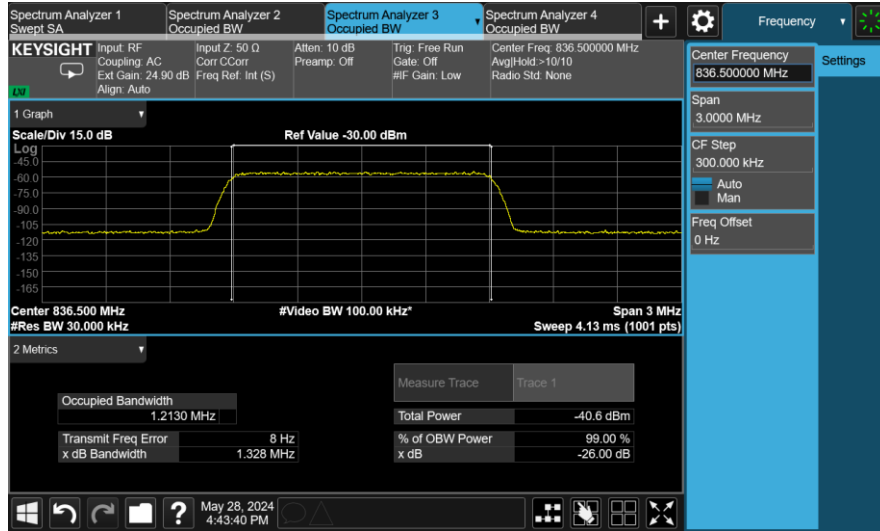 Spectrum Analyzer 1
Swept SA
Spectrum Analyzer 2
Occupied BW
Spectrum Analyzer 3
Occupied BW
Spectrum Analyzer 4
Occupied BW
+
Frequency
KEYSIGHT
LXI
Input: RF
Coupling: AC
Ext Gain: 24.90 dB
Align: Auto
Input Z: 50 Ω
Corr CCorr
Freq Ref: Int (S)
Atten: 10 dB
Preamp: Off
Trig: Free Run
Gate: Off
#IF Gain: Low
Center Freq: 836.500000 MHz
Avg|Hold:>10/10
Radio Std: None
Center Frequency
836.500000 MHz
Settings
Span
3.0000 MHz
CF Step
300.000 kHz
Auto
Man
Freq Offset
0 Hz
1 Graph
Scale/Div 15.0 dB
Ref Value -30.00 dBm
Log
-45.0
-60.0
-75.0
-90.0
-105
-120
-135
-150
-165
Center 836.500 MHz
#Video BW 100.00 kHz*
Span 3 MHz
#Res BW 30.000 kHz
Sweep 4.13 ms (1001 pts)
2 Metrics
Measure Trace
Trace 1
Occupied Bandwidth
1.2130 MHz
Total Power
-40.6 dBm
Transmit Freq Error
8 Hz
% of OBW Power
99.00 %
x dB Bandwidth
1.328 MHz
x dB
-26.00 dB
?
May 28, 2024
4:43:40 PM